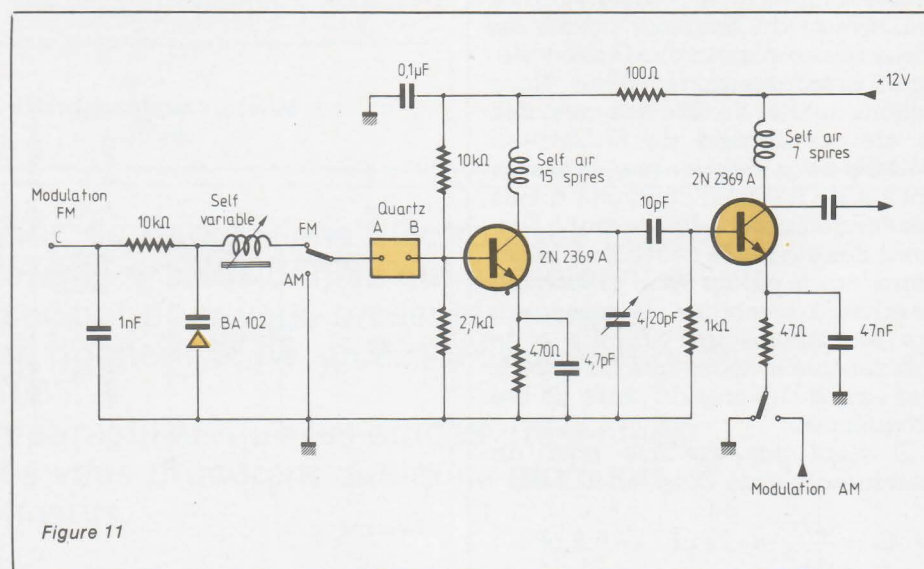 0,1µF
100Ω
+12V
10kΩ
Self air
15 spires
Self air
7 spires
2N 2369 A
Modulation
FM
10kΩ
Self
variable
FM
Quartz
A B
10pF
2N 2369 A
AM
1nF
BA 102
2,7kΩ
470Ω
4,7pF
4/20pF
1kΩ
47Ω
47nF
Modulation AM
Figure 11